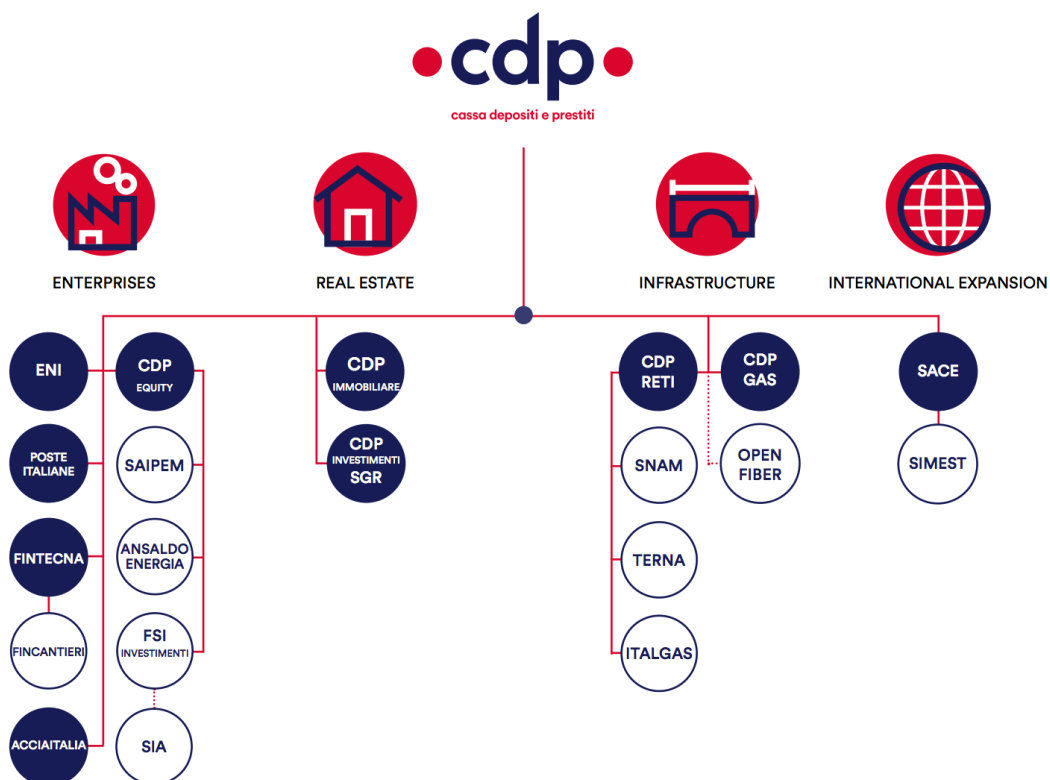 cdp
cassa depositi e prestiti
ENTERPRISES
REAL ESTATE
INFRASTRUCTURE
INTERNATIONAL EXPANSION
ENI
CDP
EQUITY
POSTE
ITALIANE
SAIPEM
FINTECNA
ANSALDO
ENERGIA
FINCANTIERI
FSI
INVESTIMENTI
ACCIAITALIA
SIA
CDP
IMMOBILIARE
CDP
INVESTIMENTI
SGR
CDP
RETI
CDP
GAS
SNAM
OPEN
FIBER
TERNA
ITALGAS
SACE
SIMEST